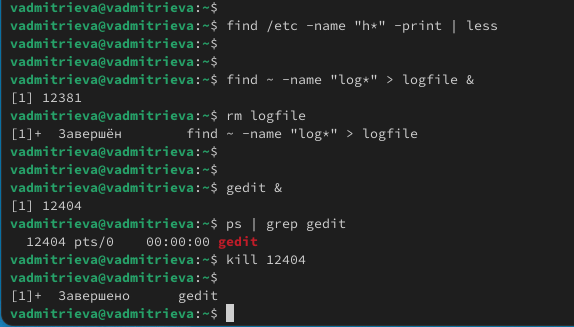 vadmitrieva@vadmitrieva:~$
vadmitrieva@vadmitrieva:~$ find /etc -name "h*" -print | less
vadmitrieva@vadmitrieva:~$
vadmitrieva@vadmitrieva:~$
vadmitrieva@vadmitrieva:~$ find ~ -name "log*" > logfile &
[1] 12381
vadmitrieva@vadmitrieva:~$ rm logfile
[1]+  Завершён        find ~ -name "log*" > logfile
vadmitrieva@vadmitrieva:~$
vadmitrieva@vadmitrieva:~$
vadmitrieva@vadmitrieva:~$ gedit &
[1] 12404
vadmitrieva@vadmitrieva:~$ ps | grep gedit
  12404 pts/0    00:00:00 gedit
vadmitrieva@vadmitrieva:~$ kill 12404
vadmitrieva@vadmitrieva:~$
[1]+  Завершено      gedit
vadmitrieva@vadmitrieva:~$